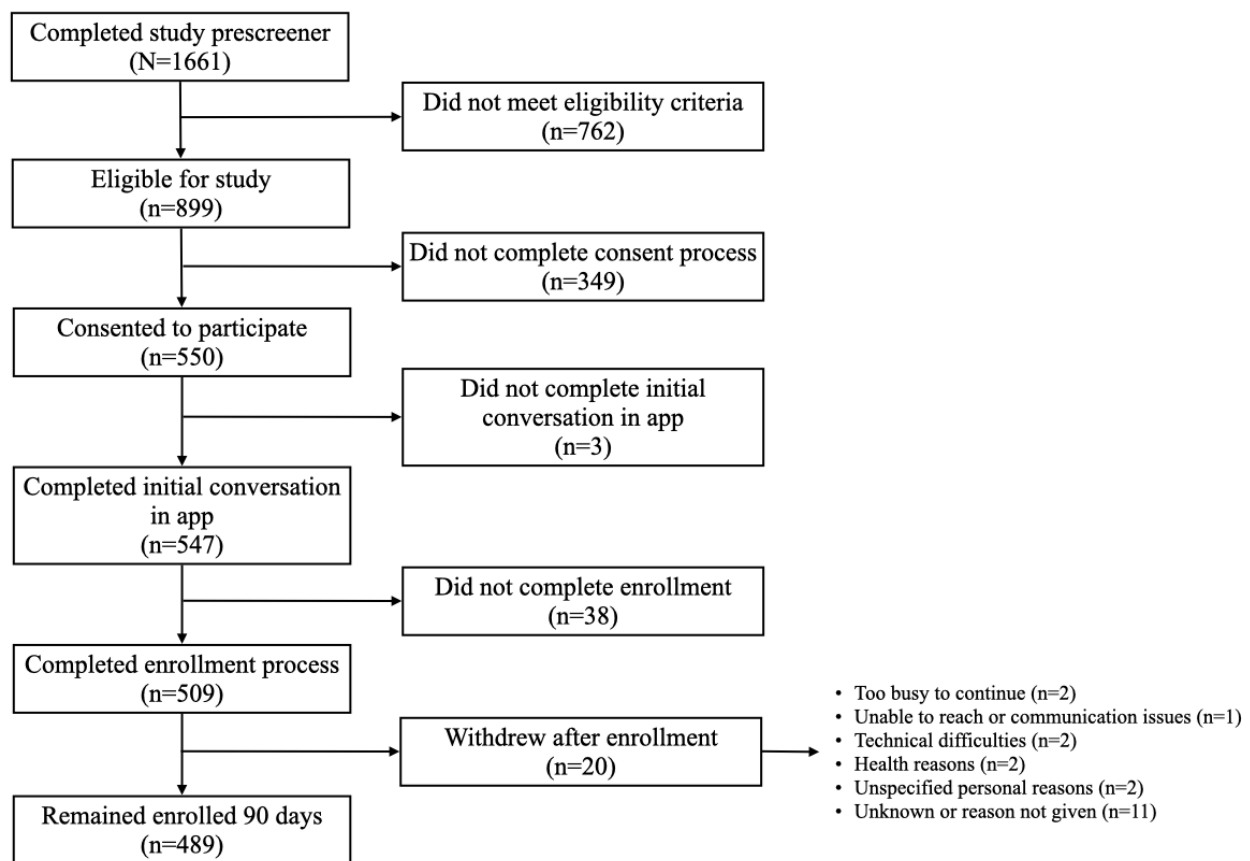 Completed study prescreener
(N=1661)
Did not meet eligibility criteria
(n=762)
Eligible for study
(n=899)
Did not complete consent process
(n=349)
Consented to participate
(n=550)
Did not complete initial
conversation in app
(n=3)
Completed initial conversation
in app
(n=547)
Did not complete enrollment
(n=38)
Completed enrollment process
(n=509)
Withdrew after enrollment
(n=20)
• Too busy to continue (n=2)
• Unable to reach or communication issues (n=1)
• Technical difficulties (n=2)
• Health reasons (n=2)
• Unspecified personal reasons (n=2)
• Unknown or reason not given (n=11)
Remained enrolled 90 days
(n=489)